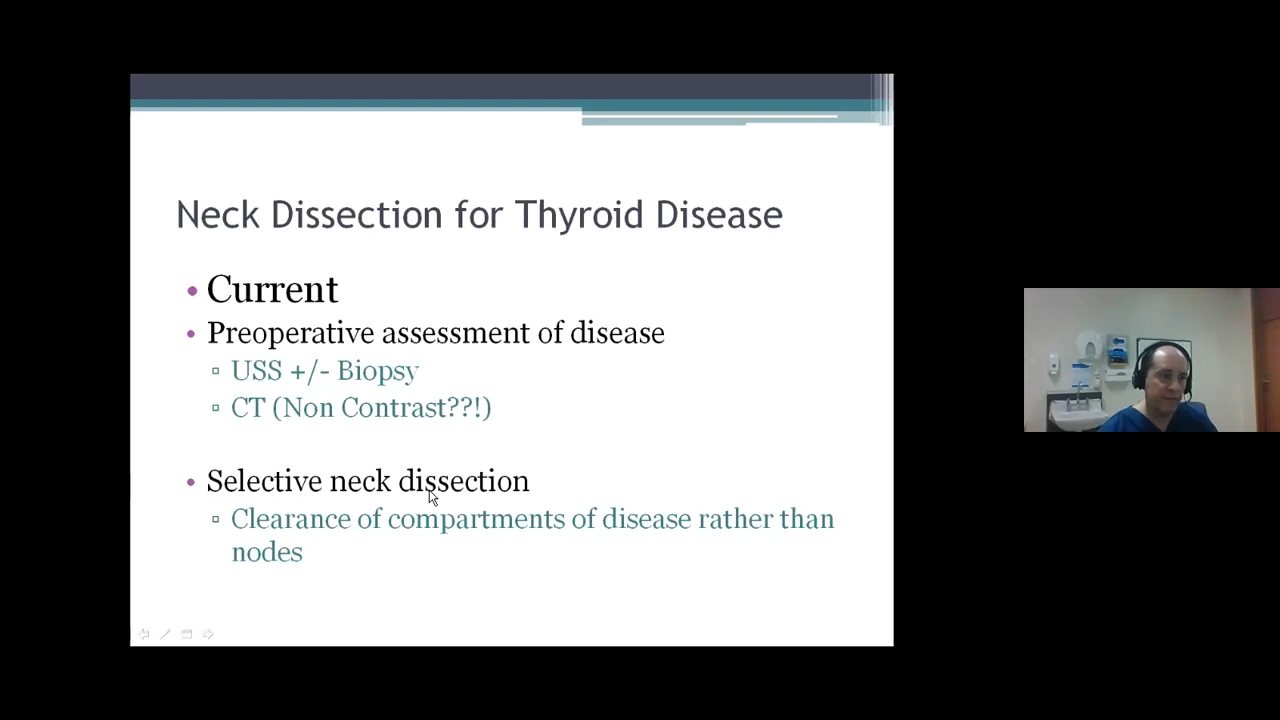 Neck Dissection for Thyroid Disease
Current
Preoperative assessment of disease
USS +/- Biopsy
CT (Non Contrast??!)
Selective neck dissection
Clearance of compartments of disease rather than
nodes